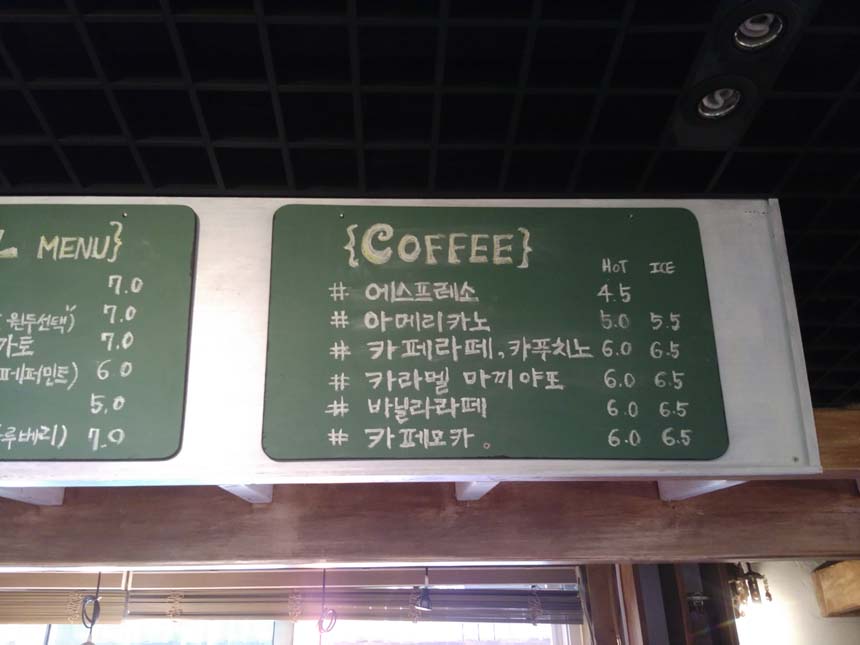 MENU}
7.0
원두선택) 7.0
가토 7.0
페퍼민트) 6.0
5.0
루베리) 7.0
{COFFEE}
HOT ICE
# 에스프레소 4.5
# 아메리카노 5.0 5.5
# 카페라떼, 카푸치노 6.0 6.5
# 카라멜 마끼야또 6.0 6.5
# 바닐라라떼 6.0 6.5
# 카페모카. 6.0 6.5